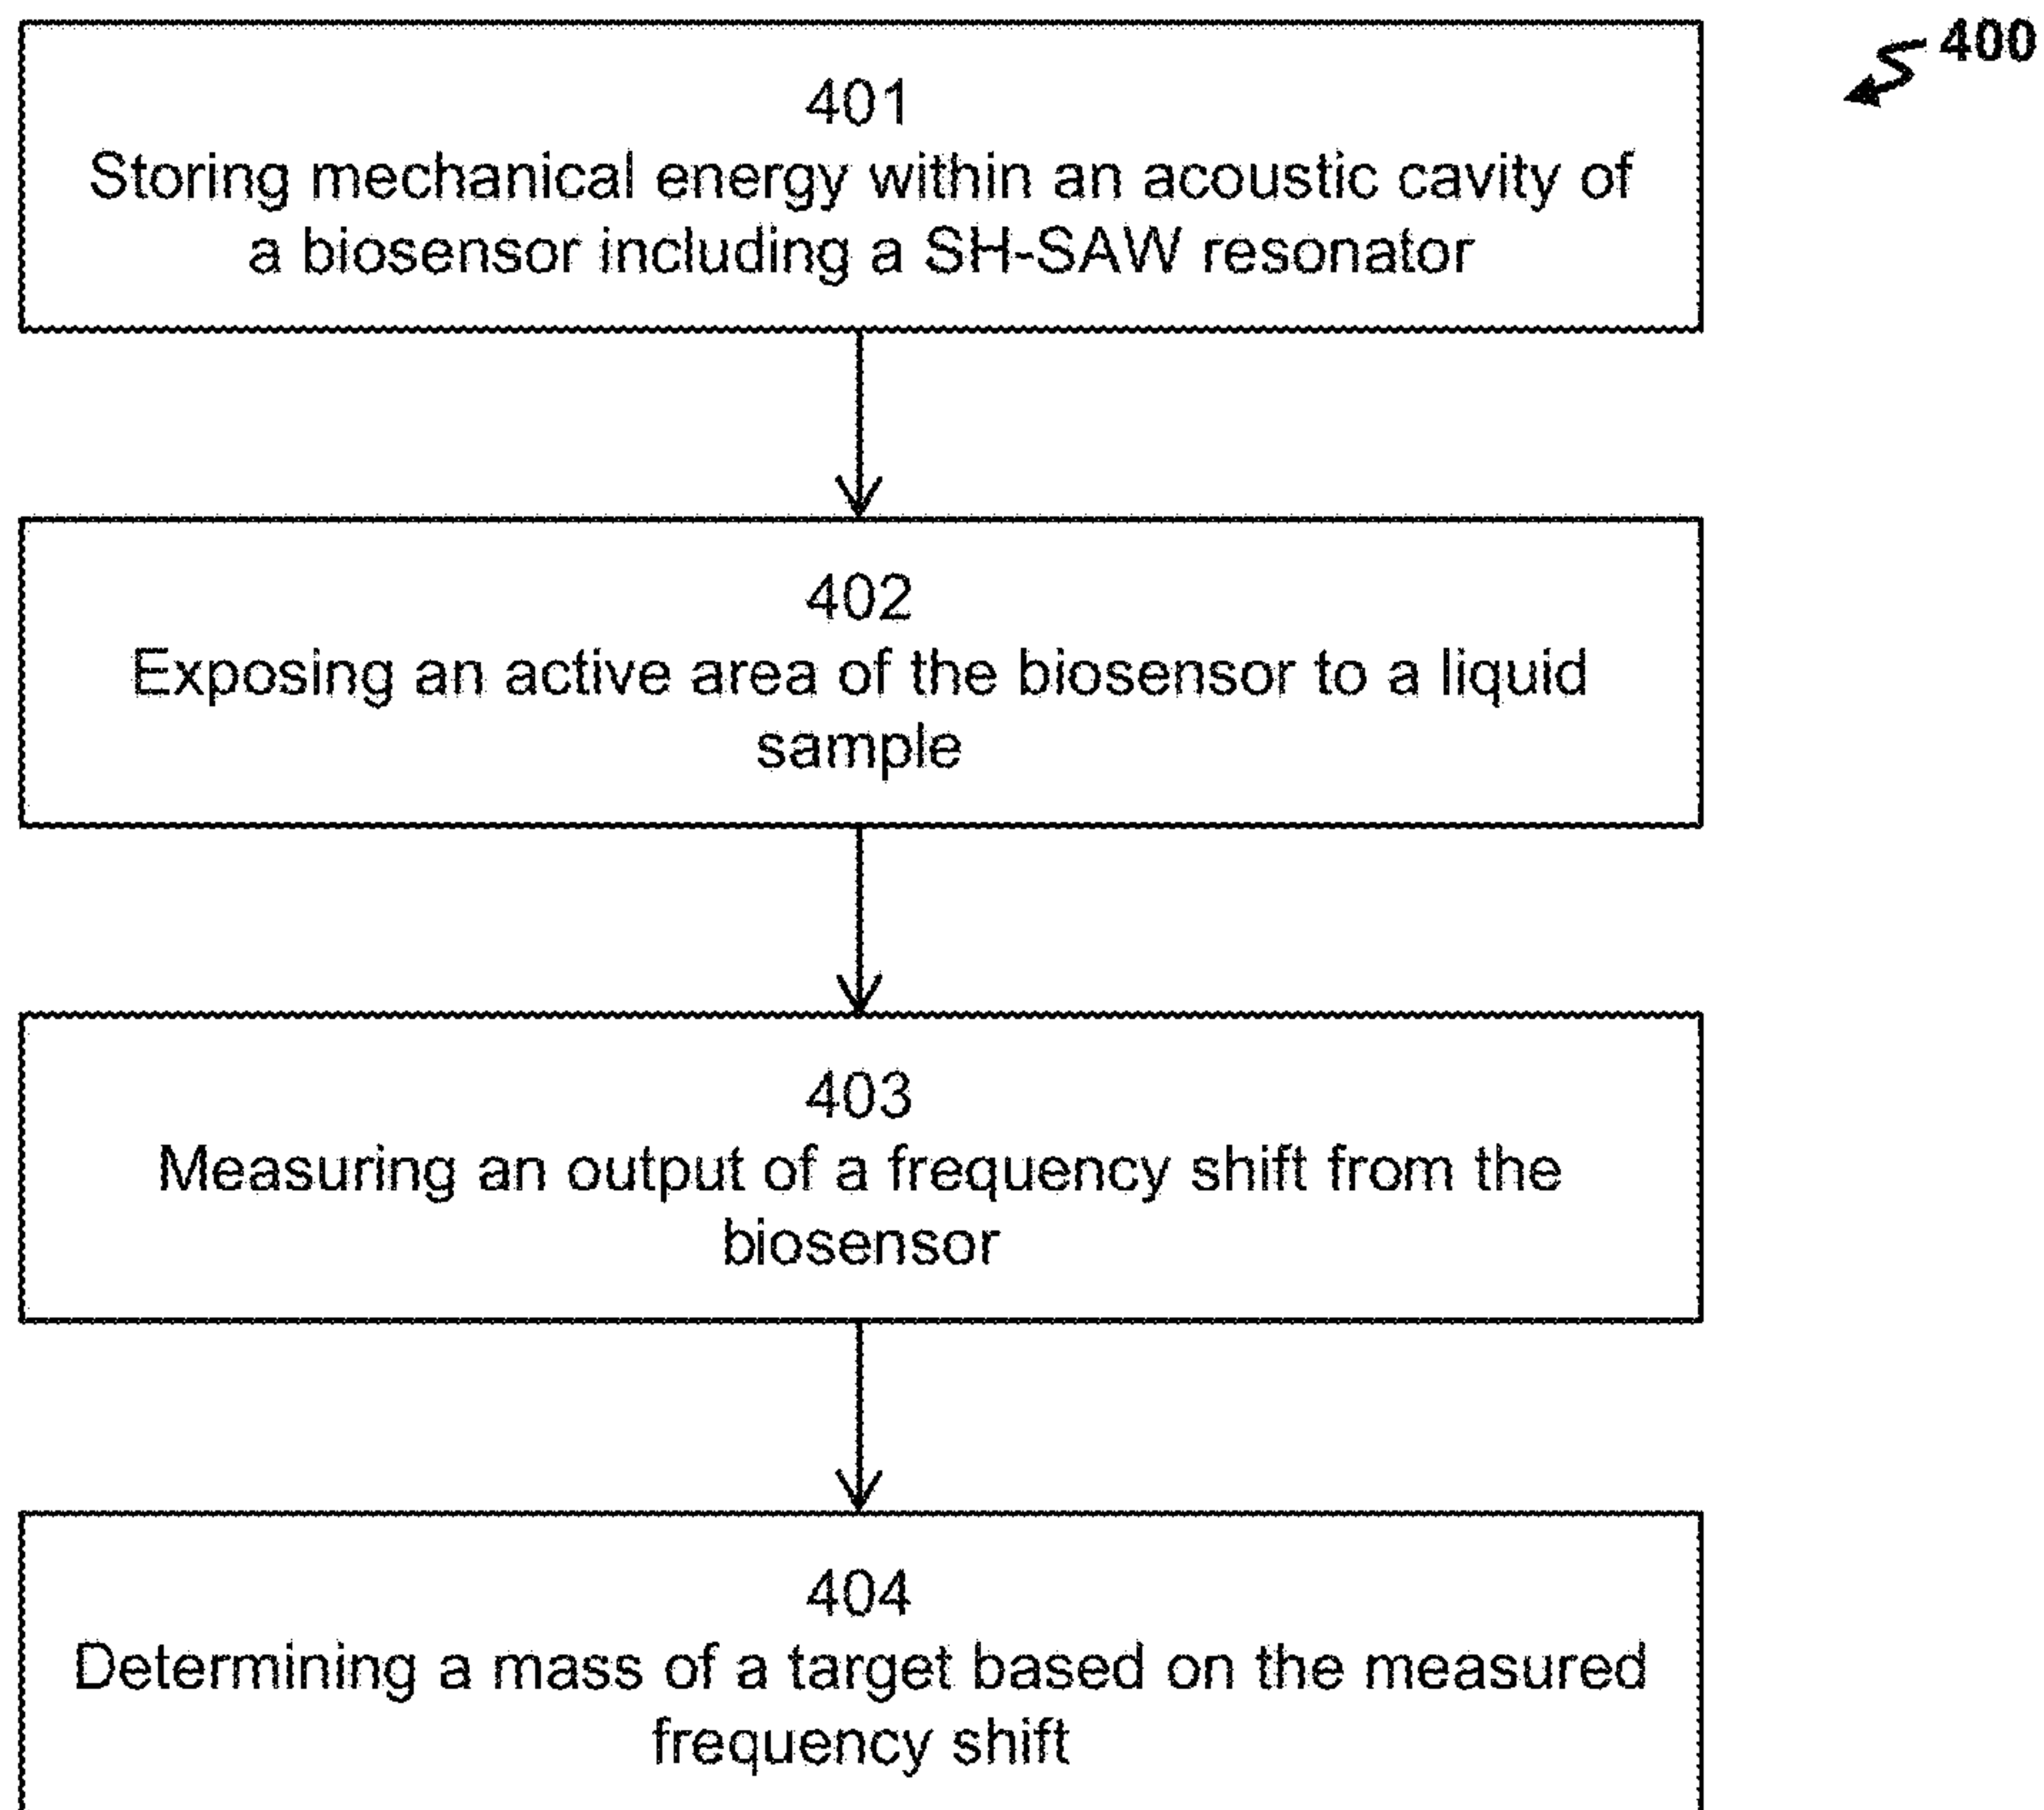 400
401
Storing mechanical energy within an acoustic cavity of
a biosensor including a SH-SAW resonator
402
Exposing an active area of the biosensor to a liquid
sample
403
Measuring an output of a frequency shift from the
biosensor
404
Determining a mass of a target based on the measured
frequency shift